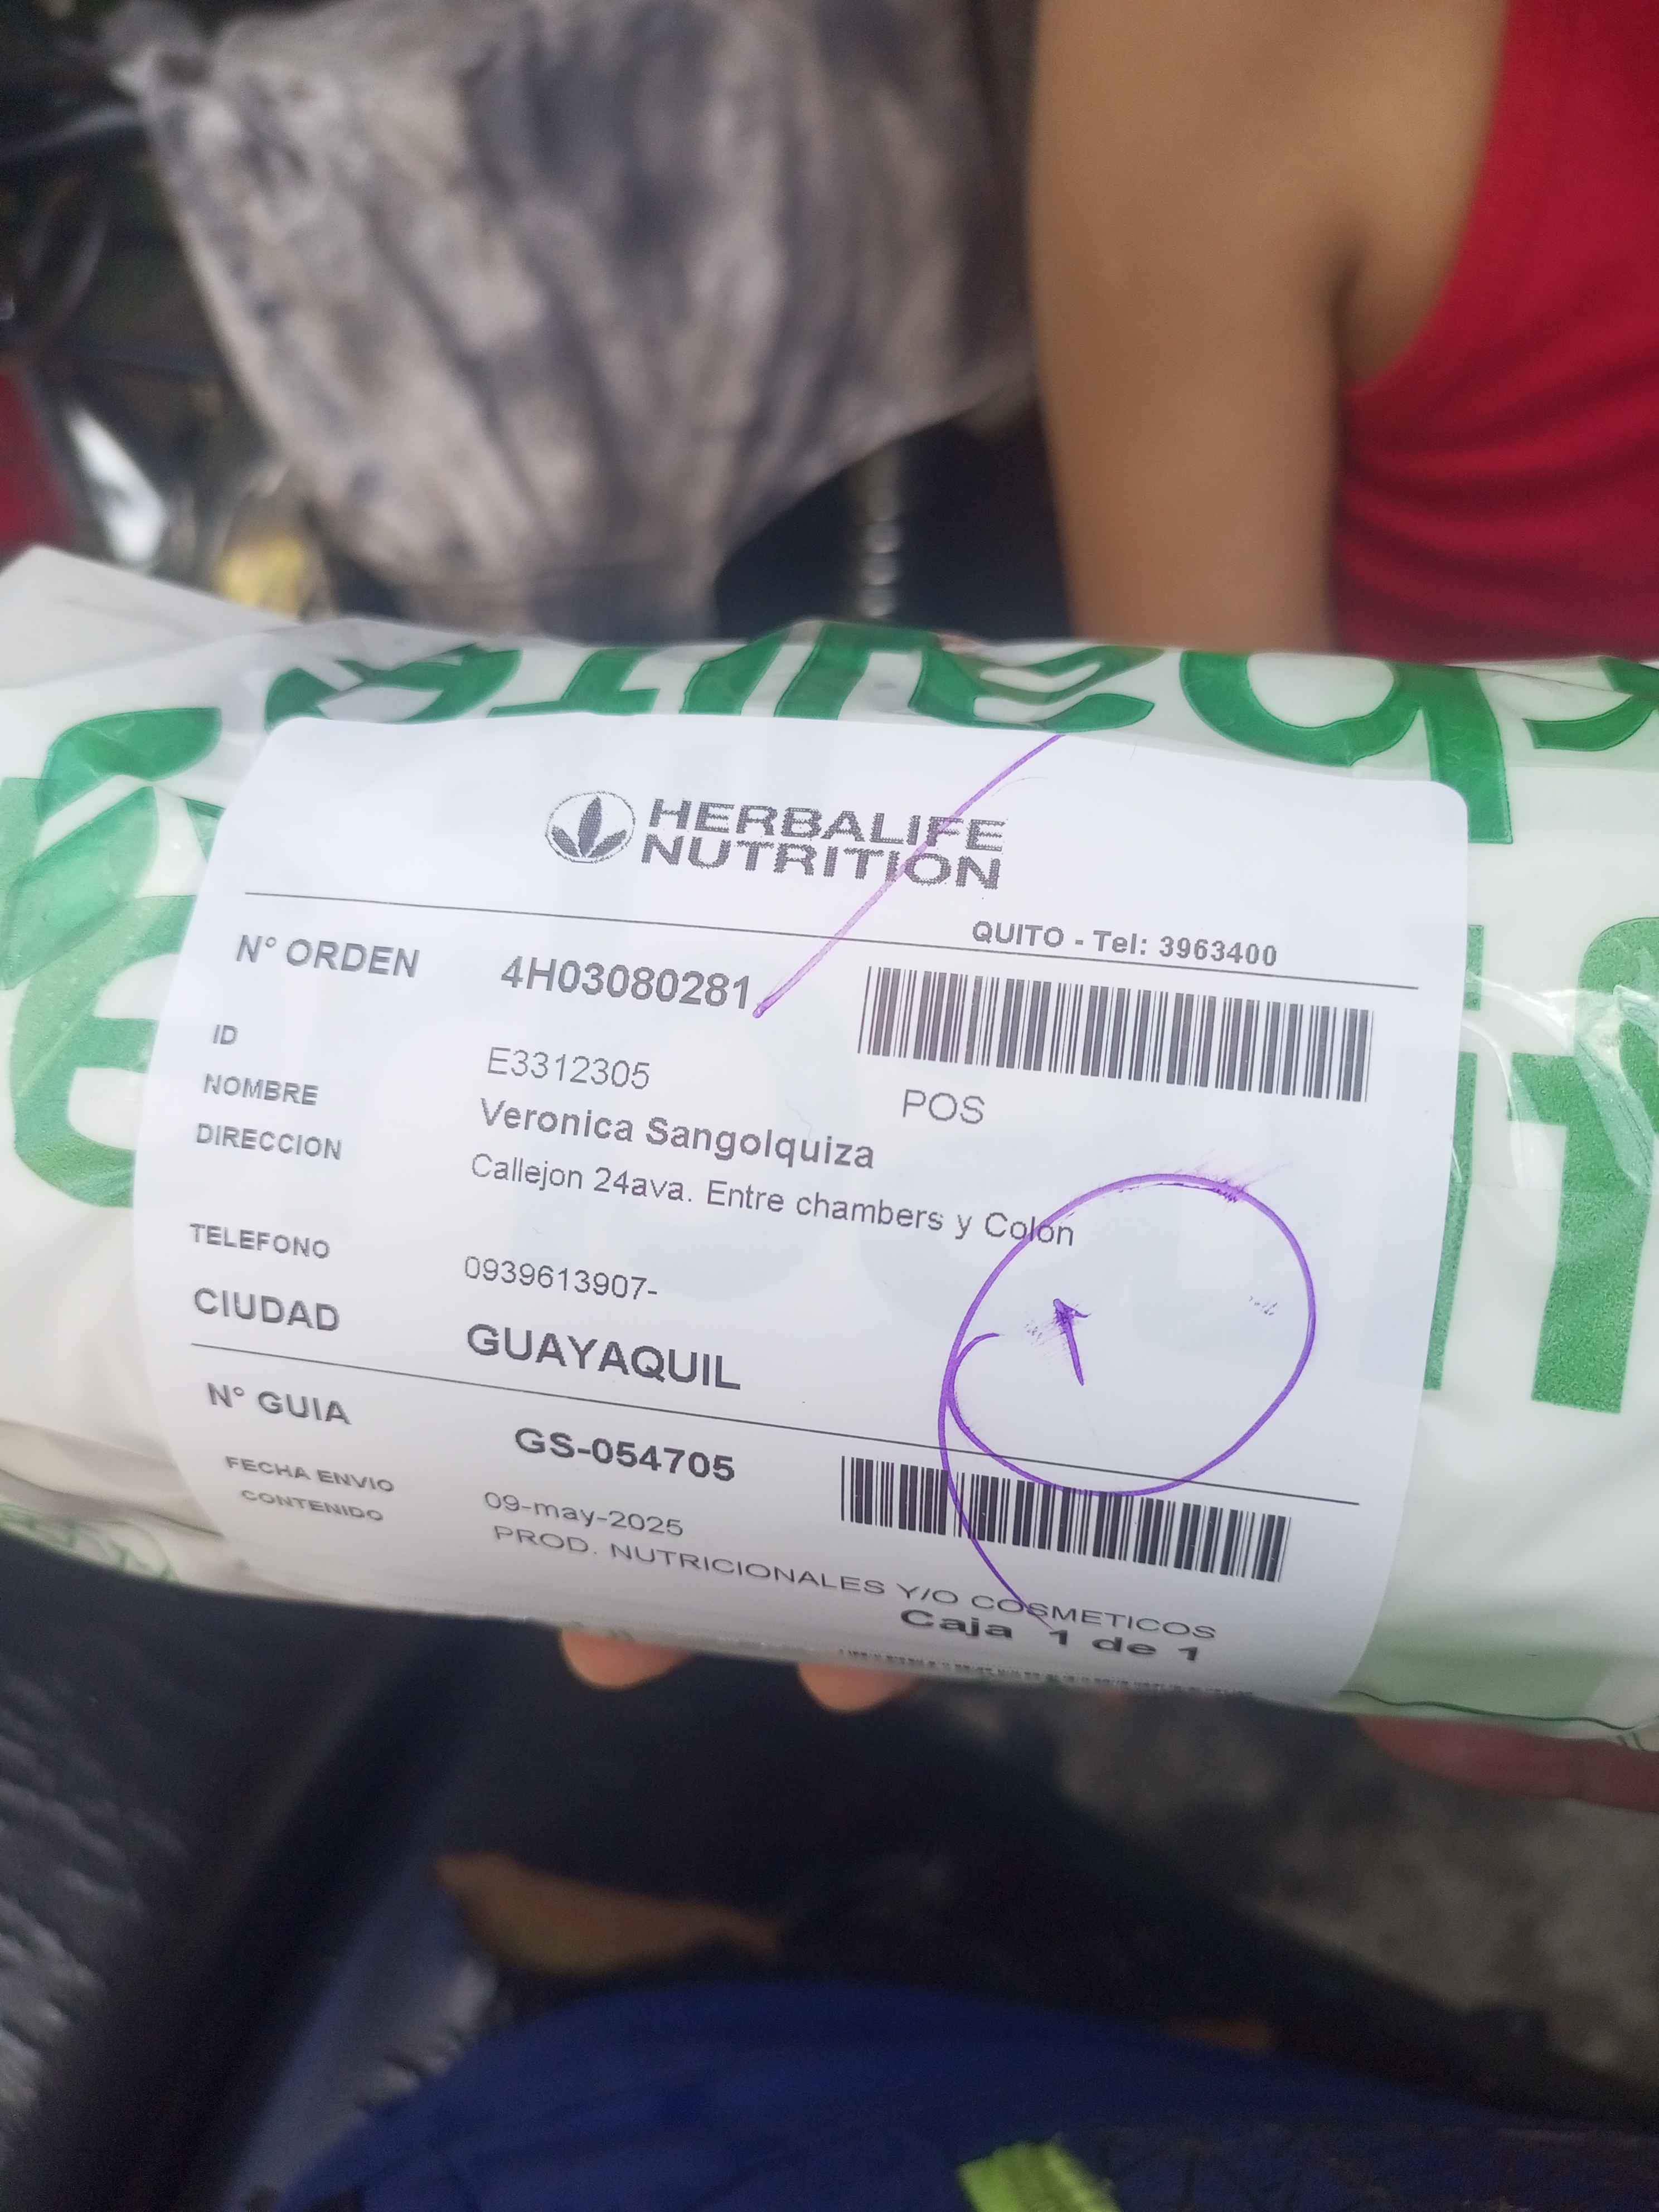 HERBALIFE
NUTRITION
QUITO - Tel: 3963400
N° ORDEN 4H03080281
ID E3312305
POS
NOMBRE Veronica Sangolquiza
DIRECCION Callejon 24ava. Entre chambers y Colón
TELEFONO 0939613907-
CIUDAD GUAYAQUIL
N° GUIA GS-054705
FECHA ENVIO 09-may-2025
CONTENIDO PROD. NUTRICIONALES Y/O COSMETICOS
Caja 1 de 1